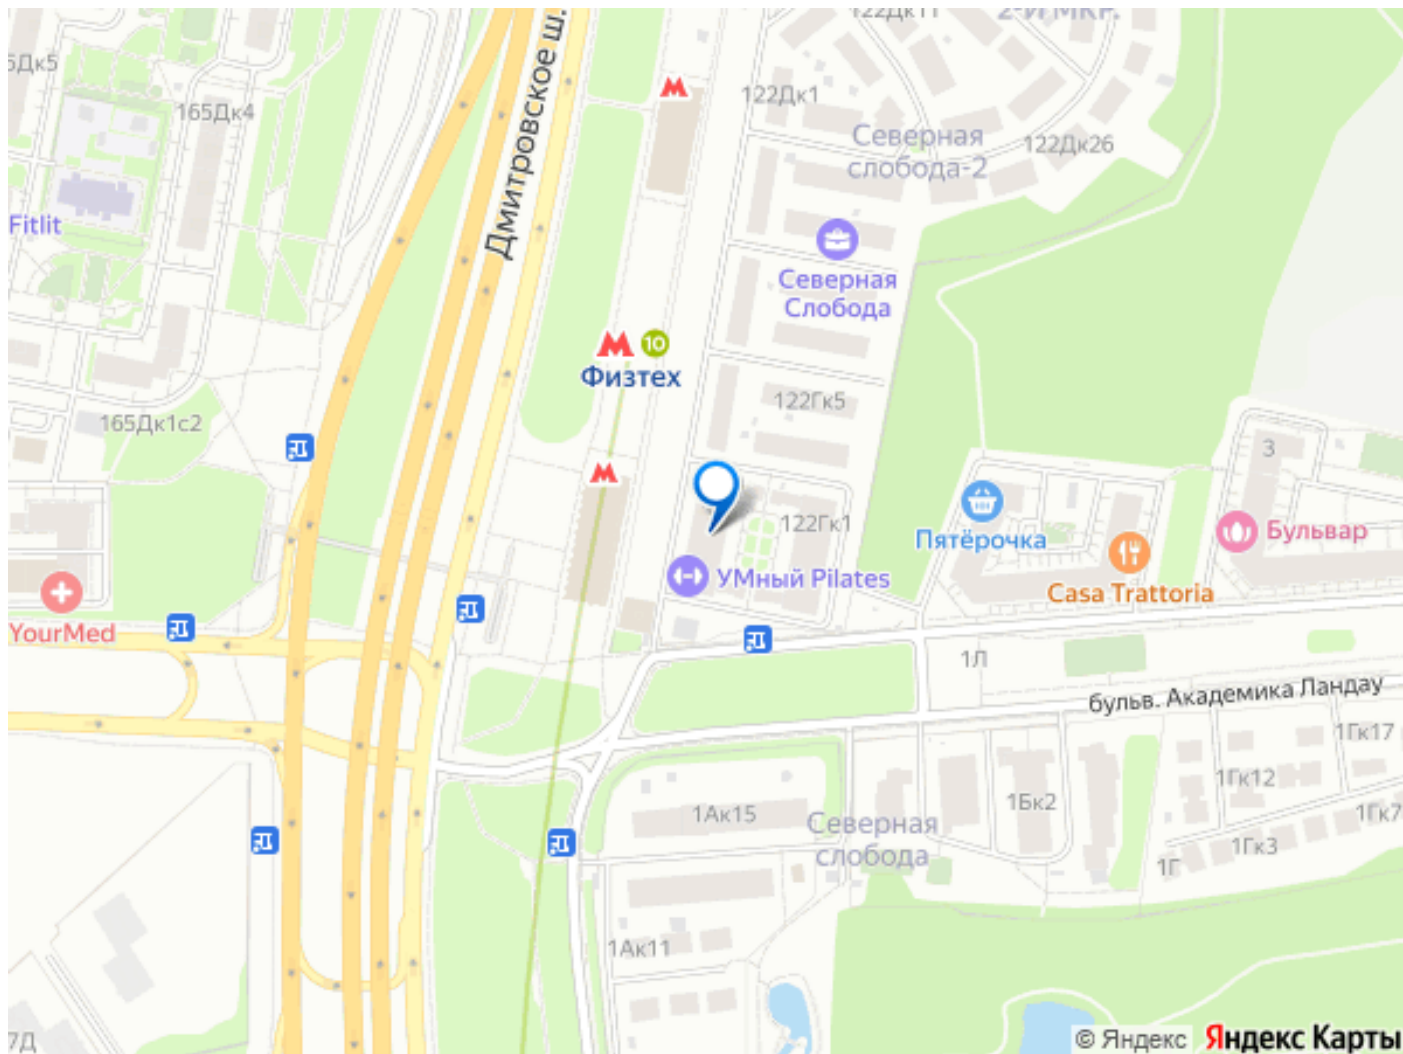 122Дк11
2-й мкр.
5Дк5
165Дк4
Дмитровское ш.
122Дк1
Северная
слобода-2
122Дк26
Fitlit
Северная
Слобода
10
Физтех
122Гк5
165Дк1с2
3
122Гк1
Пятёрочка
Бульвар
УМный Pilates
Casa Trattoria
YourMed
1Л
бульв. Академика Ландау
1Гк17
1Гк12
1Бк2
1Ак15
Северная
слобода
1Гк7
1Гк3
1Г
1Ак11
7Д
© Яндекс Яндекс Карты